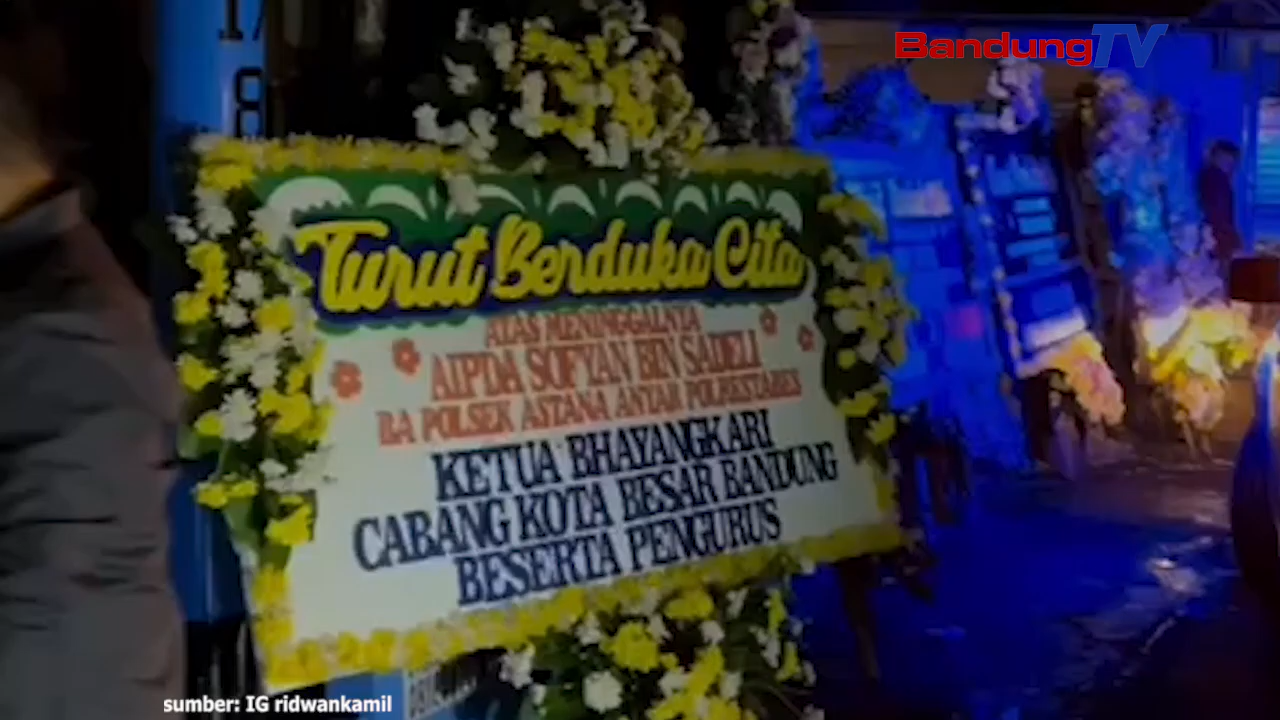 BandungTV
Turut Berduka Cita
ATAS MENINGGALNYA
AIPDA SOFYAN BIN SADELI
BA POLSEK ASTANA ANYAR POLRESTABES
KETUA BHAYANGKARI
CABANG KOTA BESAR BANDUNG
BESERTA PENGURUS
sumber: IG ridwankamil